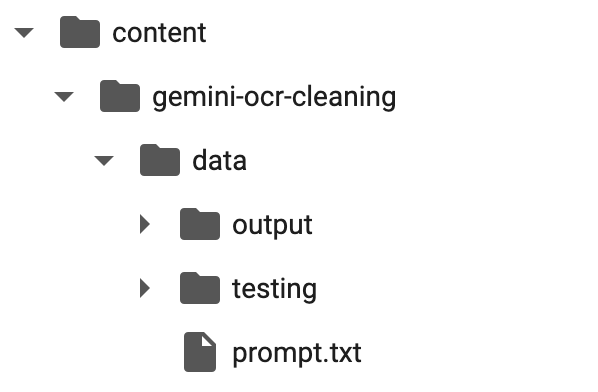 content
gemini-ocr-cleaning
data
output
testing
prompt.txt